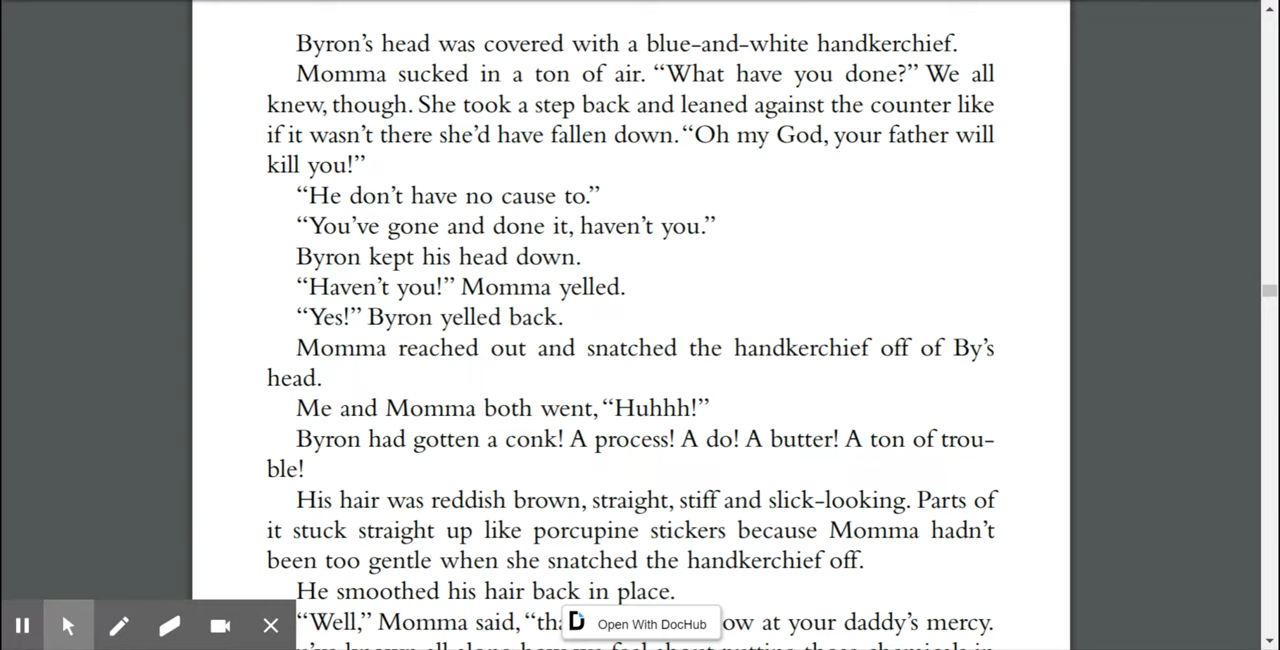 Byron’s head was covered with a blue-and-white handkerchief.
Momma sucked in a ton of air. “What have you done?” We all
knew, though. She took a step back and leaned against the counter like
if it wasn’t there she’d have fallen down. “Oh my God, your father will
kill you!”
“He don’t have no cause to.”
“You’ve gone and done it, haven’t you.”
Byron kept his head down.
“Haven’t you!” Momma yelled.
“Yes!” Byron yelled back.
Momma reached out and snatched the handkerchief off of By’s
head.
Me and Momma both went, “Huhhh!”
Byron had gotten a conk! A process! A do! A butter! A ton of trou-
ble!
His hair was reddish brown, straight, stiff and slick-looking. Parts of
it stuck straight up like porcupine stickers because Momma hadn’t
been too gentle when she snatched the handkerchief off.
He smoothed his hair back in place.
“Well,” Momma said, at your daddy’s mercy.
Open With DocHub